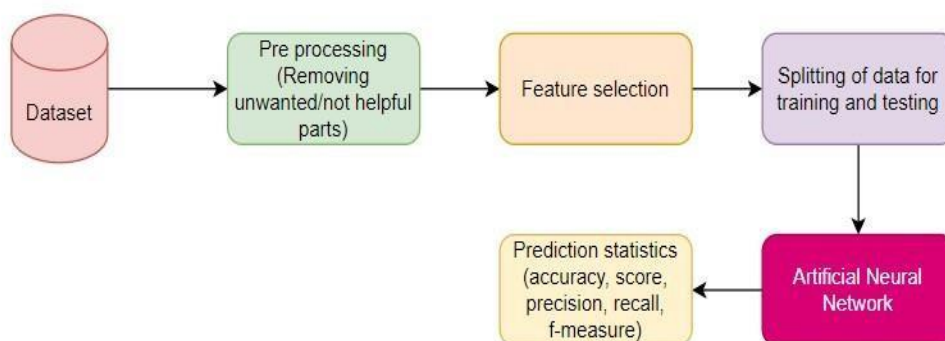 Dataset
Pre processing
(Removing
unwanted/not helpful
parts)
Feature selection
Splitting of data for
training and testing
Artificial Neural
Network
Prediction statistics
(accuracy, score,
precision, recall,
f-measure)